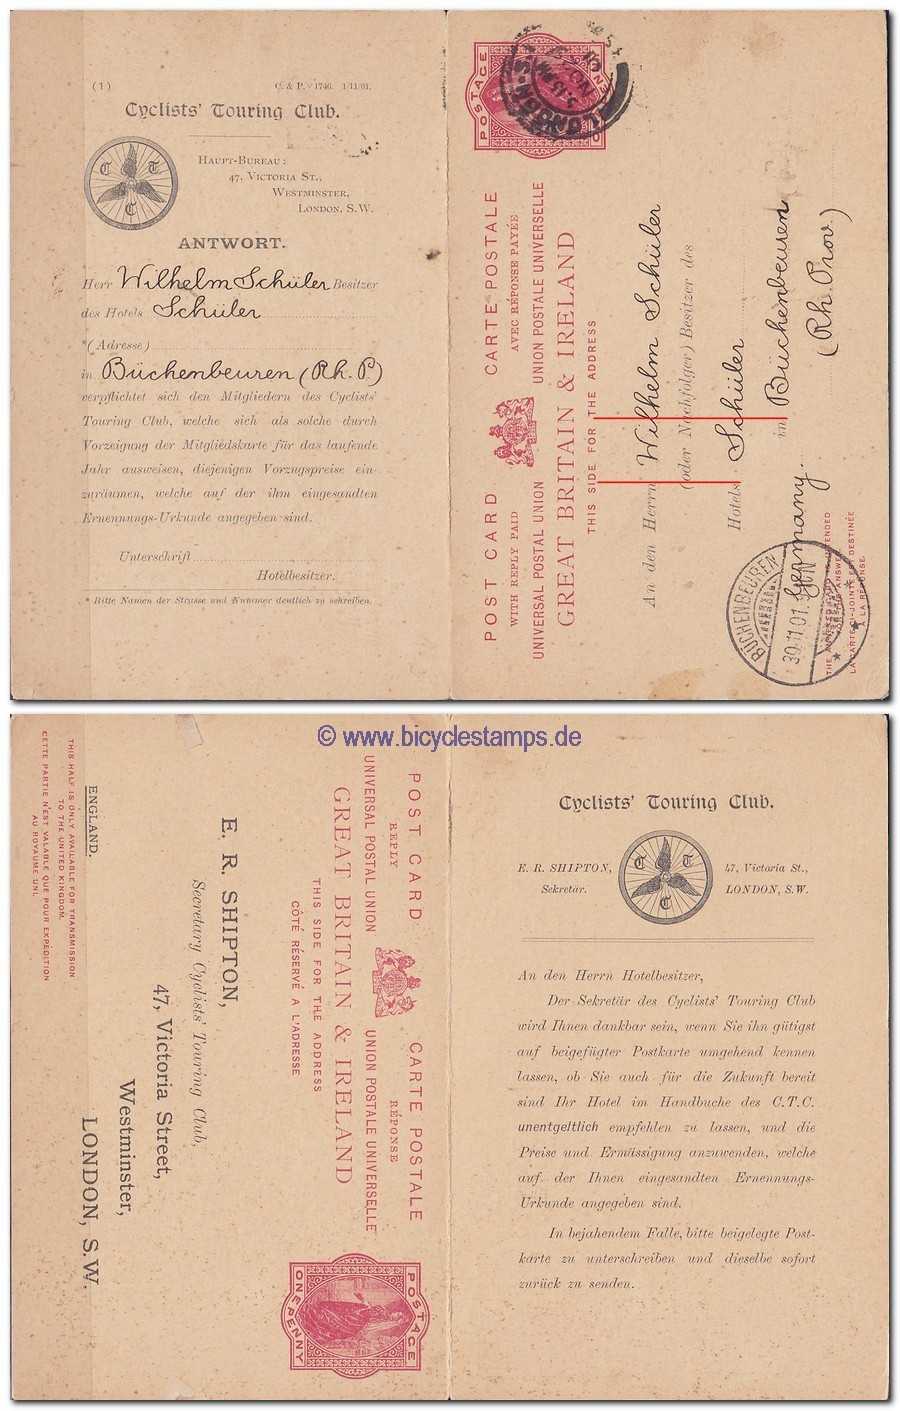 (1)
C. & P. - 1746. 1/11/01.
Cyclists' Touring Club.
C T C
HAUPT-BUREAU:
47, VICTORIA ST.,
WESTMINSTER,
LONDON, S.W.
ANTWORT.
Herr Wilhelm Schüler Besitzer
des Hotels Schüler
*(Adresse)
in Büchenbeuren (Rh. P.)
verpflichtet sich den Mitgliedern des Cyclists'
Touring Club, welche sich als solche durch
Vorzeigung der Mitgliedskarte für das laufende
Jahr ausweisen, diejenigen Vorzugspreise ein-
zuräumen, welche auf der ihm eingesandten
Ernennungs-Urkunde angegeben sind.
Unterschrift
Hotelbesitzer.
* Bitte Namen der Strasse und Nummer deutlich zu schreiben.
POSTAGE
LONDON
POST CARD CARTE POSTALE
WITH REPLY PAID AVEC RÉPONSE PAYÉE
UNIVERSAL POSTAL UNION UNION POSTALE UNIVERSELLE
GREAT BRITAIN & IRELAND
THIS SIDE FOR THE ADDRESS
An den Herrn Wilhelm Schüler
(oder Nachfolger) Besitzer des
Hotels Schüler
in Büchenbeuren
(Rh. Prov.)
Germany.
BÜCHENBEUREN
30.11.01.
THE ANSWER
LA CARTE CI-JOINTE EST DESTINÉE
À LA RÉPONSE.
© www.bicyclestamps.de
POST CARD CARTE POSTALE
REPLY RÉPONSE
UNIVERSAL POSTAL UNION UNION POSTALE UNIVERSELLE
GREAT BRITAIN & IRELAND
THIS SIDE FOR THE ADDRESS
CÔTÉ RÉSERVÉ A L'ADRESSE
POSTAGE
ONE PENNY
E. R. SHIPTON,
Secretary Cyclists' Touring Club,
47, Victoria Street,
Westminster,
LONDON, S.W.
ENGLAND.
THIS HALF IS ONLY AVAILABLE FOR TRANSMISSION
TO THE UNITED KINGDOM.
CETTE PARTIE N'EST VALABLE QUE POUR EXPÉDITION
AU ROYAUME UNI.
Cyclists' Touring Club.
E. R. SHIPTON,
Sekretär.
C T C
47, Victoria St.,
LONDON, S.W.
An den Herrn Hotelbesitzer,
Der Sekretär des Cyclists' Touring Club
wird Ihnen dankbar sein, wenn Sie ihn gütigst
auf beigefügter Postkarte umgehend kennen
lassen, ob Sie auch für die Zukunft bereit
sind Ihr Hotel im Handbuche des C.T.C.
unentgeltlich empfehlen zu lassen, und die
Preise und Ermässigung anzuwenden, welche
auf der Ihnen eingesandten Ernennungs-
Urkunde angegeben sind.
In bejahendem Falle, bitte beigelegte Post-
karte zu unterschreiben und dieselbe sofort
zurück zu senden.